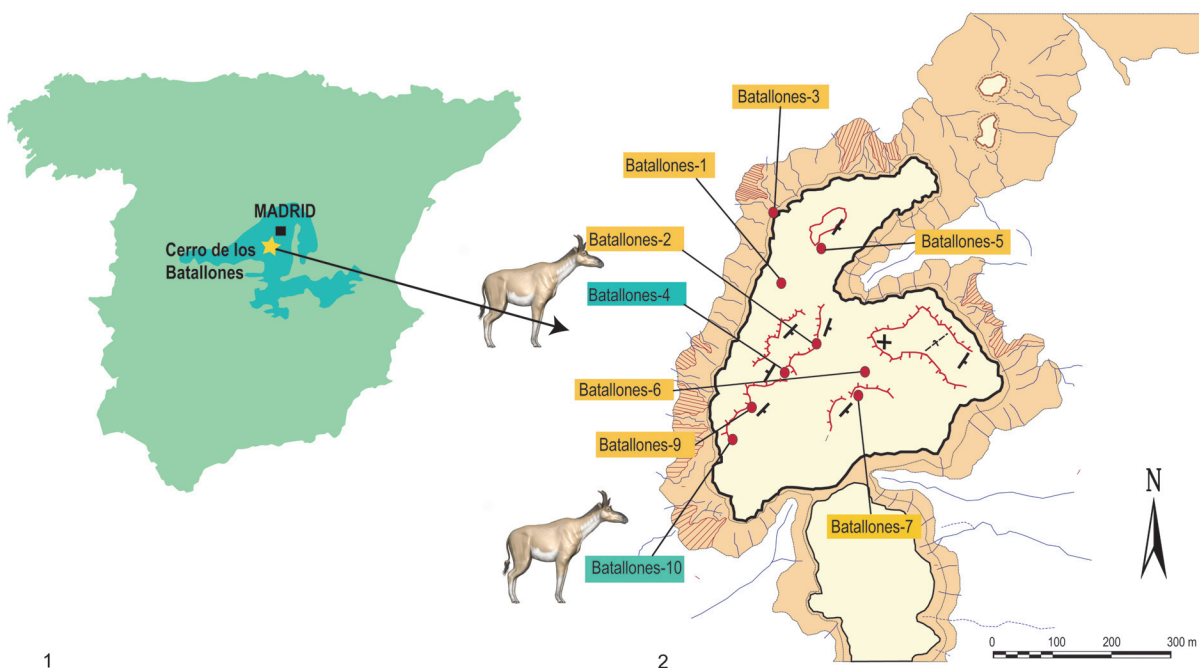 MADRID
Cerro de los
Batallones
1
Batallones-3
Batallones-1
Batallones-2
Batallones-5
Batallones-4
Batallones-6
Batallones-9
Batallones-7
Batallones-10
N
0 100 200 300 m
2